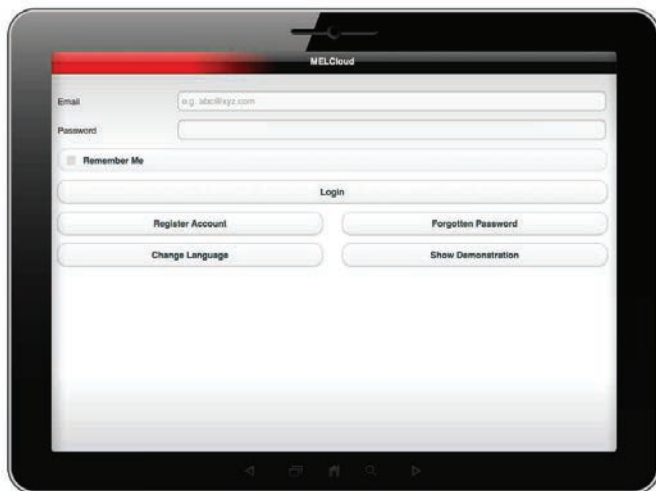 MELCloud
Email e.g. abc@xyz.com
Password
Remember Me
Login
Register Account Forgotten Password
Change Language Show Demonstration